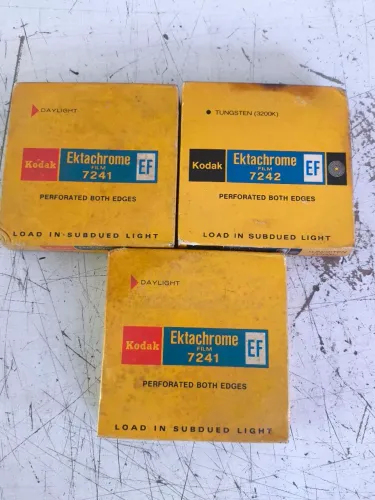 DAYLIGHT
Kodak
Ektachrome
FILM
7241
EF
PERFORATED BOTH EDGES
LOAD IN SUBDUED LIGHT
TUNGSTEN (3200K)
Kodak
Ektachrome
FILM
7242
EF
PERFORATED BOTH EDGES
LOAD IN SUBDUED LIGHT
DAYLIGHT
Kodak
Ektachrome
FILM
7241
EF
PERFORATED BOTH EDGES
LOAD IN SUBDUED LIGHT